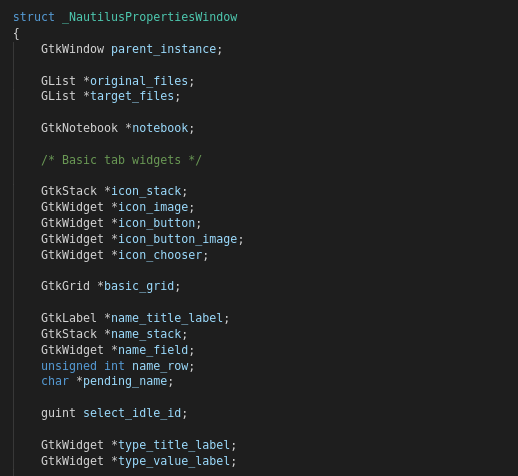 struct _NautilusPropertiesWindow
{
    GtkWindow parent_instance;

    GList *original_files;
    GList *target_files;

    GtkNotebook *notebook;

    /* Basic tab widgets */

    GtkStack *icon_stack;
    GtkWidget *icon_image;
    GtkWidget *icon_button;
    GtkWidget *icon_button_image;
    GtkWidget *icon_chooser;

    GtkGrid *basic_grid;

    GtkLabel *name_title_label;
    GtkStack *name_stack;
    GtkWidget *name_field;
    unsigned int name_row;
    char *pending_name;

    guint select_idle_id;

    GtkWidget *type_title_label;
    GtkWidget *type_value_label;